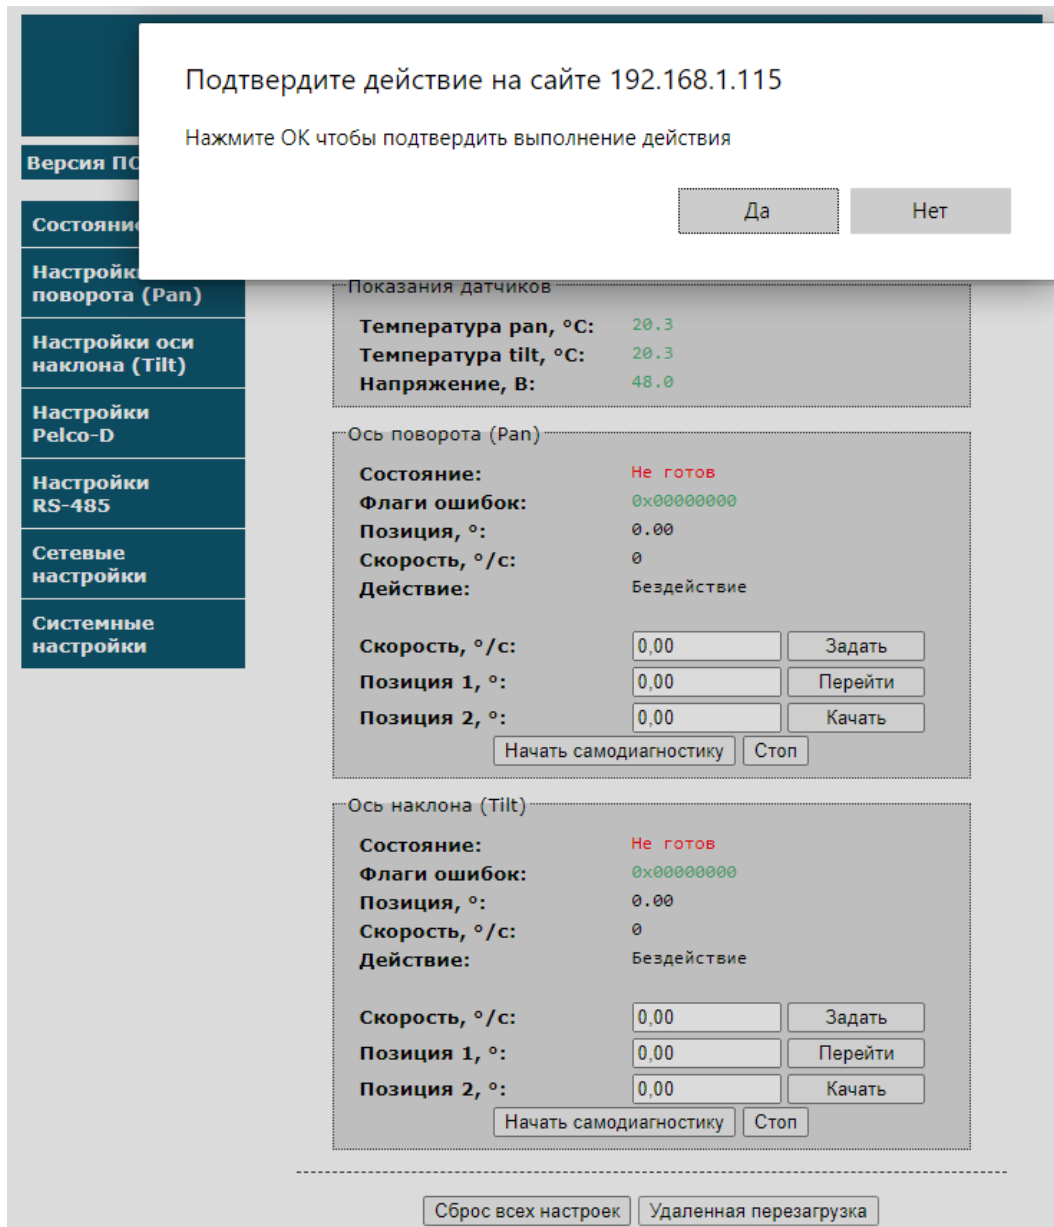 Подтвердите действие на сайте 192.168.1.115
Нажмите ОК чтобы подтвердить выполнение действия
Да Нет
Версия ПО
Состояние
Настройки
поворота (Pan)
Настройки оси
наклона (Tilt)
Настройки
Pelco-D
Настройки
RS-485
Сетевые
настройки
Системные
настройки
Показания датчиков
Температура pan, °C: 20.3
Температура tilt, °C: 20.3
Напряжение, В: 48.0
Ось поворота (Pan)
Состояние: Не готов
Флаги ошибок: 0x00000000
Позиция, °: 0.00
Скорость, °/с: 0
Действие: Бездействие
Скорость, °/с: 0,00 Задать
Позиция 1, °: 0,00 Перейти
Позиция 2, °: 0,00 Качать
Начать самодиагностику Стоп
Ось наклона (Tilt)
Состояние: Не готов
Флаги ошибок: 0x00000000
Позиция, °: 0.00
Скорость, °/с: 0
Действие: Бездействие
Скорость, °/с: 0,00 Задать
Позиция 1, °: 0,00 Перейти
Позиция 2, °: 0,00 Качать
Начать самодиагностику Стоп
Сброс всех настроек Удаленная перезагрузка